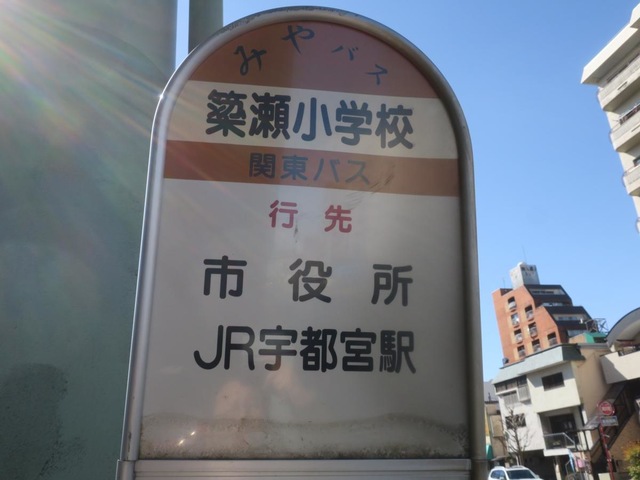 みやバス
簗瀬小学校
関東バス
行先
市役所
JR宇都宮駅